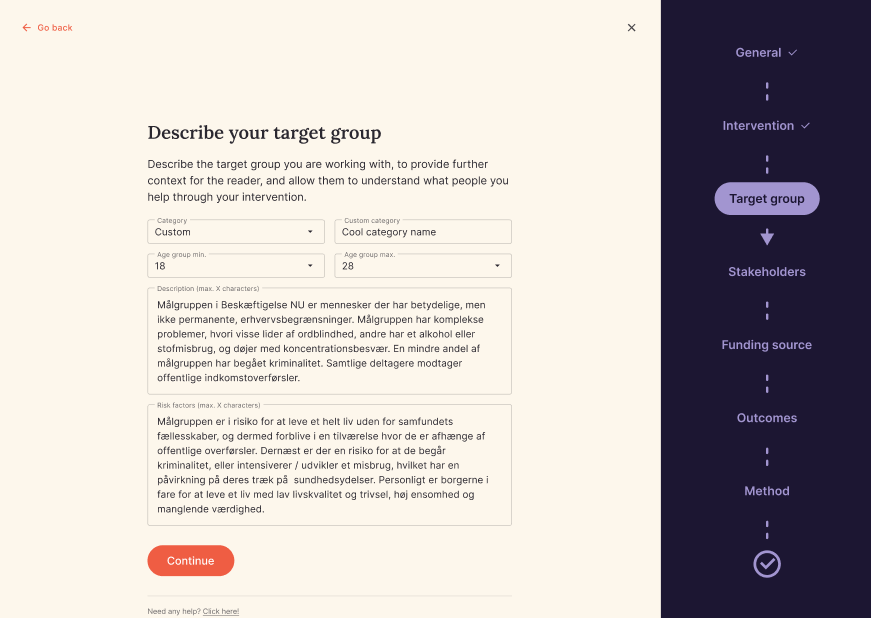 Go back
Describe your target group
Describe the target group you are working with, to provide further
context for the reader, and allow them to understand what people you
help through your intervention.
Category
Custom
Custom category
Cool category name
Age group min.
18
Age group max.
28
Description (max. X characters)
Målgruppen i Beskæftigelse NU er mennesker der har betydelige, men
ikke permanente, erhvervsbegrænsninger. Målgruppen har komplekse
problemer, hvori visse lider af ordblindhed, andre har et alkohol eller
stofmisbrug, og døjer med koncentrationsbesvær. En mindre andel af
målgruppen har begået kriminalitet. Samtlige deltagere modtager
offentlige indkomstoverførsler.
Risk factors (max. X characters)
Målgruppen er i risiko for at leve et helt liv uden for samfundets
fællesskaber, og dermed forblive i en tilværelse hvor de er afhænge af
offentlige overførsler. Dernæst er der en risiko for at de begår
kriminalitet, eller intensiverer / udvikler et misbrug, hvilket har en
påvirkning på deres træk på  sundhedsydelser. Personligt er borgerne i
fare for at leve et liv med lav livskvalitet og trivsel, høj ensomhed og
manglende værdighed.
Continue
Need any help? Click here!
General
Intervention
Target group
Stakeholders
Funding source
Outcomes
Method